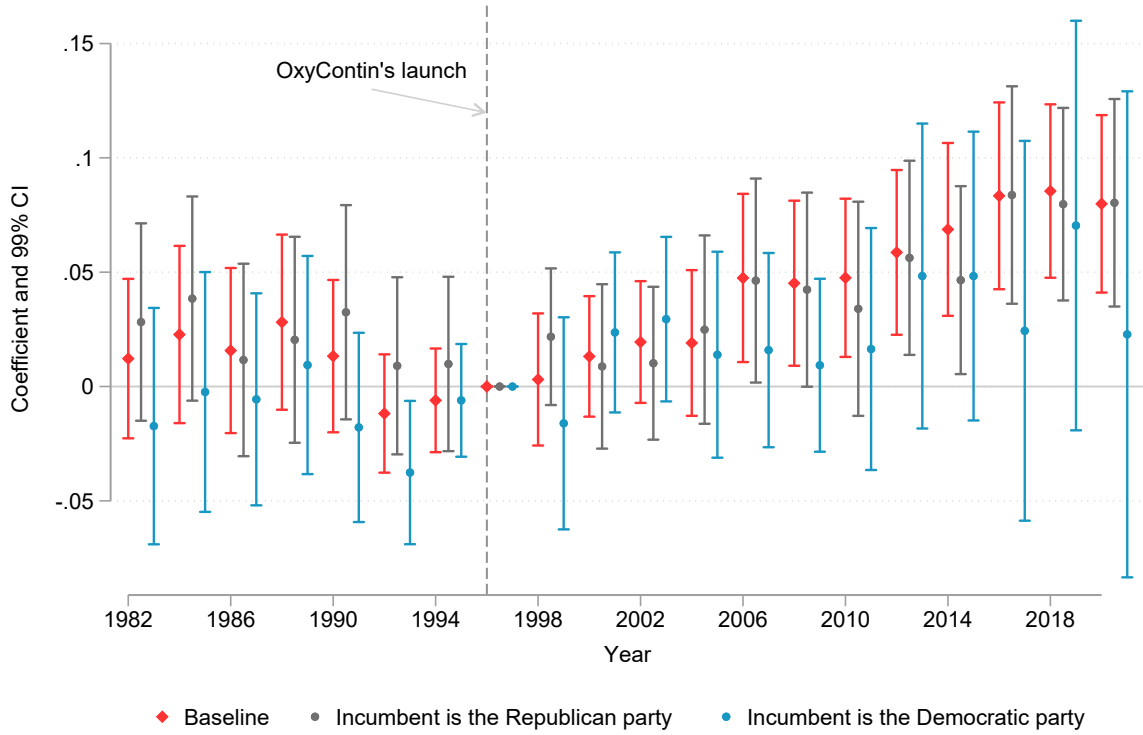 .15
OxyContin's launch
.1
.05
0
-.05
Coefficient and 99% CI
1982 1986 1990 1994 1998 2002 2006 2010 2014 2018
Year
Baseline Incumbent is the Republican party Incumbent is the Democratic party